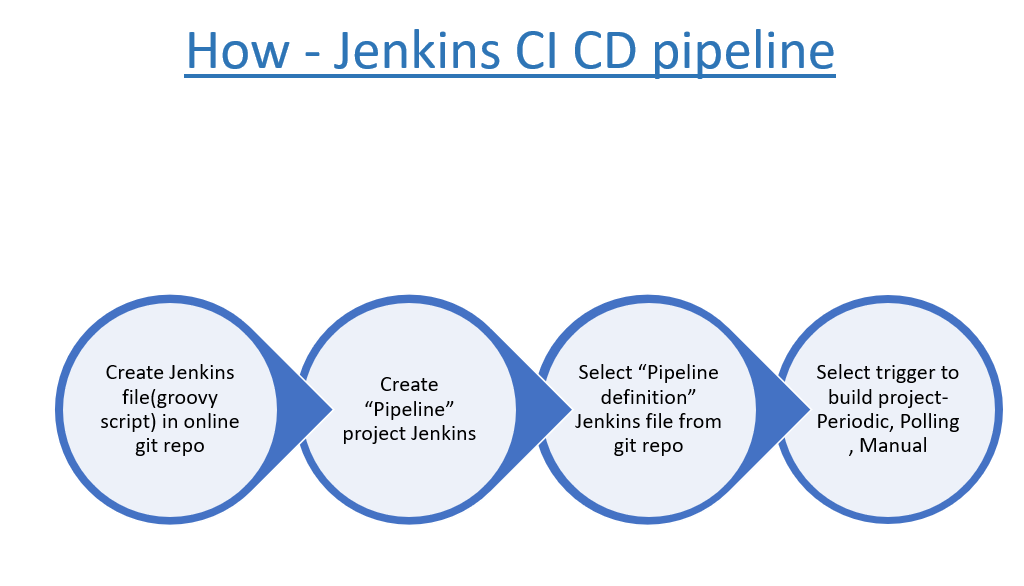 How - Jenkins CI CD pipeline
Create Jenkins
file(groovy
script) in online
git repo
Create
“Pipeline”
project Jenkins
Select “Pipeline
definition”
Jenkins file from
git repo
Select trigger to
build project-
Periodic, Polling
, Manual